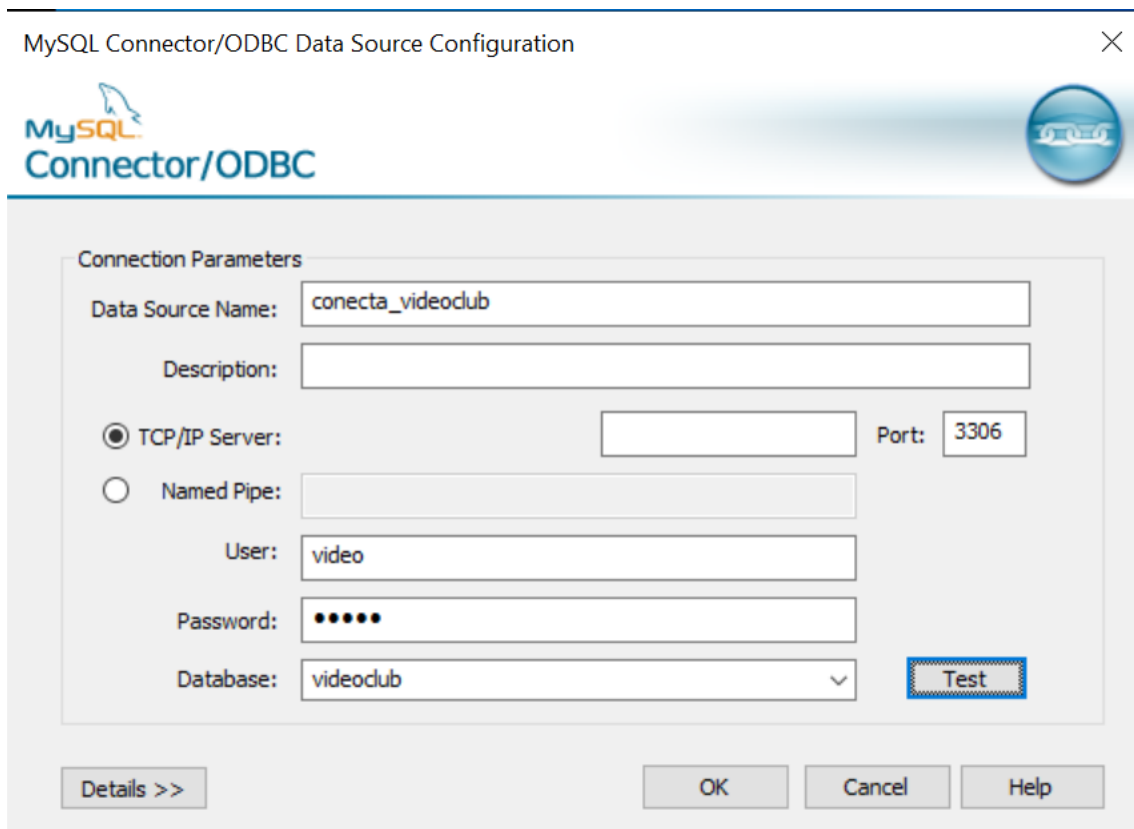 MySQL Connector/ODBC Data Source Configuration
MySQL
Connector/ODBC
Connection Parameters
Data Source Name: conecta_videoclub
Description:
TCP/IP Server: Port: 3306
Named Pipe:
User: video
Password: •••••
Database: videoclub Test
Details >> OK Cancel Help